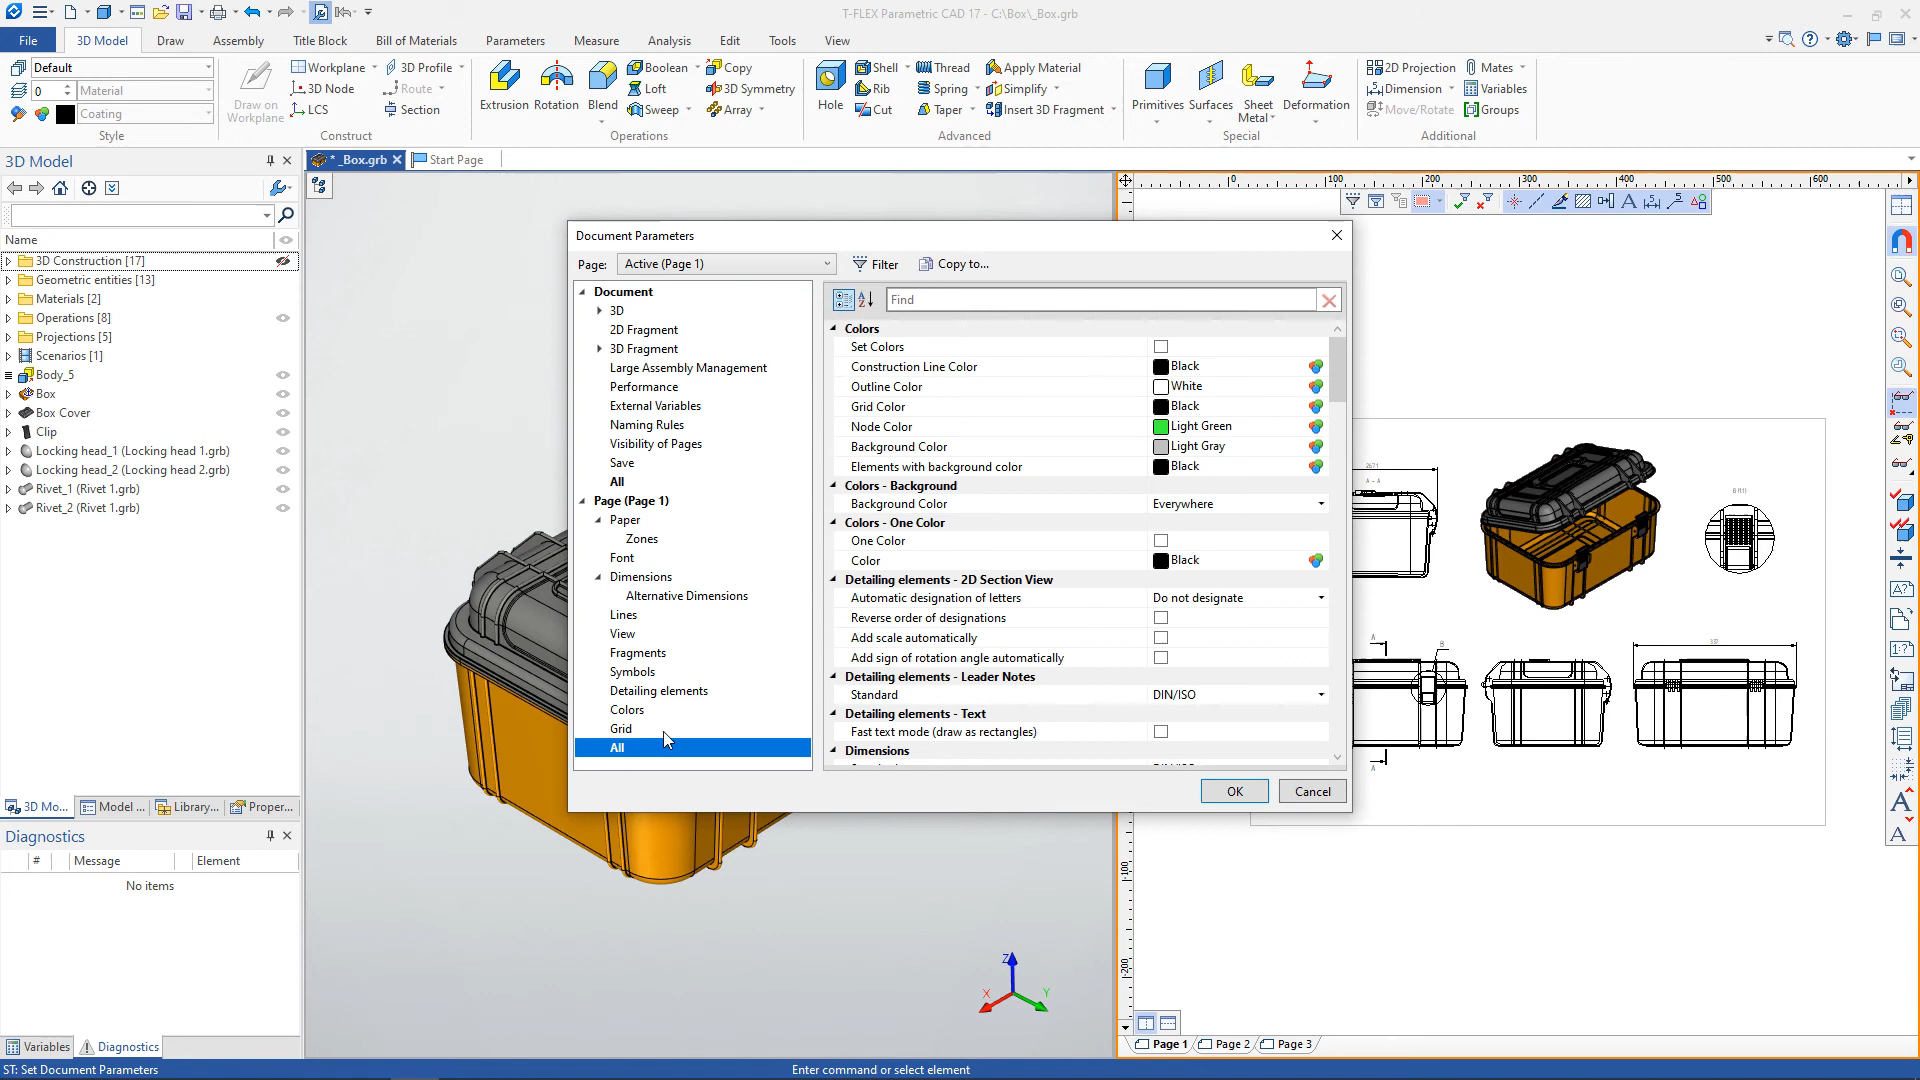 T-FLEX Parametric CAD 17 - C:\Box\_Box.grb
File 3D Model Draw Assembly Title Block Bill of Materials Parameters Measure Analysis Edit Tools View
Default Workplane 3D Profile Boolean Copy Shell Thread Apply Material 2D Projection Mates
0 Material 3D Node Route Loft 3D Symmetry Rib Spring Simplify Dimension Variables
Coating LCS Section Sweep Array Cut Taper Insert 3D Fragment Move/Rotate Groups
Draw on Workplane Extrusion Rotation Blend Hole Primitives Surfaces Sheet Metal Deformation
Style Construct Operations Advanced Special Additional
3D Model
* _Box.grb
Start Page
0 100 200 300 400 500 600
Name
3D Construction [17]
Geometric entities [13]
Materials [2]
Operations [8]
Projections [5]
Scenarios [1]
Body_5
Box
Box Cover
Clip
Locking head_1 (Locking head 1.grb)
Locking head_2 (Locking head 2.grb)
Rivet_1 (Rivet 1.grb)
Rivet_2 (Rivet 1.grb)
3D Mo... Model ... Library... Proper...
Diagnostics
# Message Element
No items
Variables Diagnostics
Document Parameters
Page: Active (Page 1) Filter Copy to...
Document
3D
2D Fragment
3D Fragment
Large Assembly Management
Performance
External Variables
Naming Rules
Visibility of Pages
Save
All
Page (Page 1)
Paper
Zones
Font
Dimensions
Alternative Dimensions
Lines
View
Fragments
Symbols
Detailing elements
Colors
Grid
All
Find
Colors
Set Colors
Construction Line Color Black
Outline Color White
Grid Color Black
Node Color Light Green
Background Color Light Gray
Elements with background color Black
Colors - Background
Background Color Everywhere
Colors - One Color
One Color
Color Black
Detailing elements - 2D Section View
Automatic designation of letters Do not designate
Reverse order of designations
Add scale automatically
Add sign of rotation angle automatically
Detailing elements - Leader Notes
Standard DIN/ISO
Detailing elements - Text
Fast text mode (draw as rectangles)
Dimensions
OK Cancel
A - A
A
B
332
A
-100
-200
Z
X
Y
Page 1 Page 2 Page 3
ST: Set Document Parameters
Enter command or select element